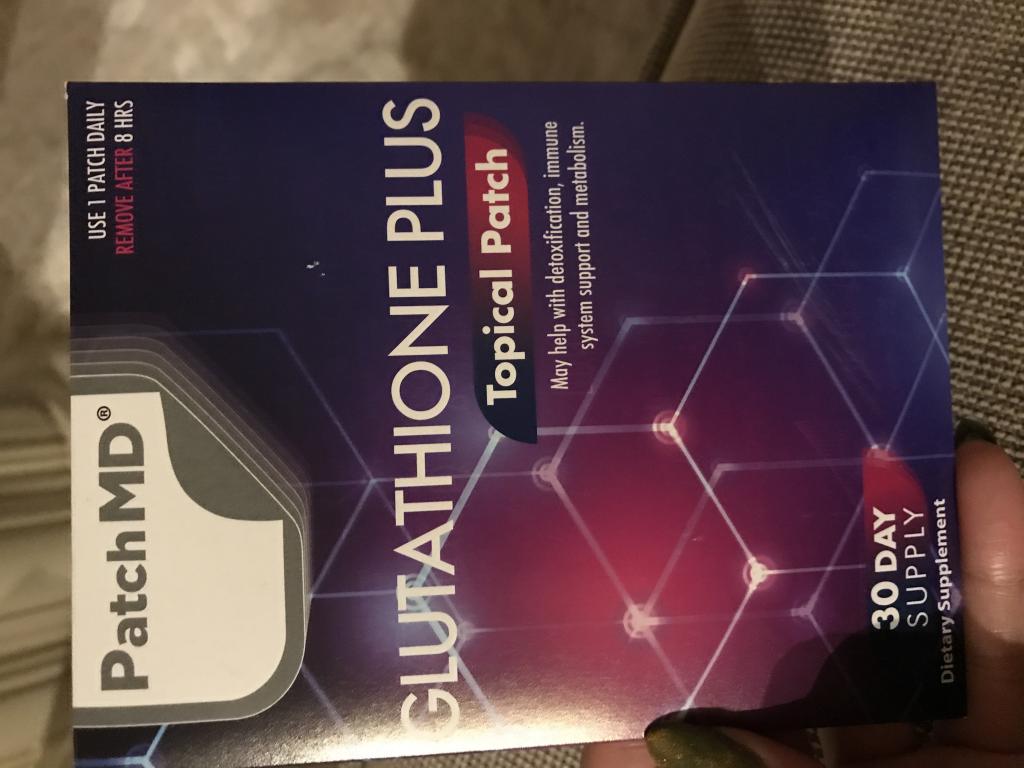 PatchMD®
USE 1 PATCH DAILY
REMOVE AFTER 8 HRS
GLUTATHIONE PLUS
Topical Patch
May help with detoxification, immune
system support and metabolism.
30 DAY
SUPPLY
Dietary Supplement